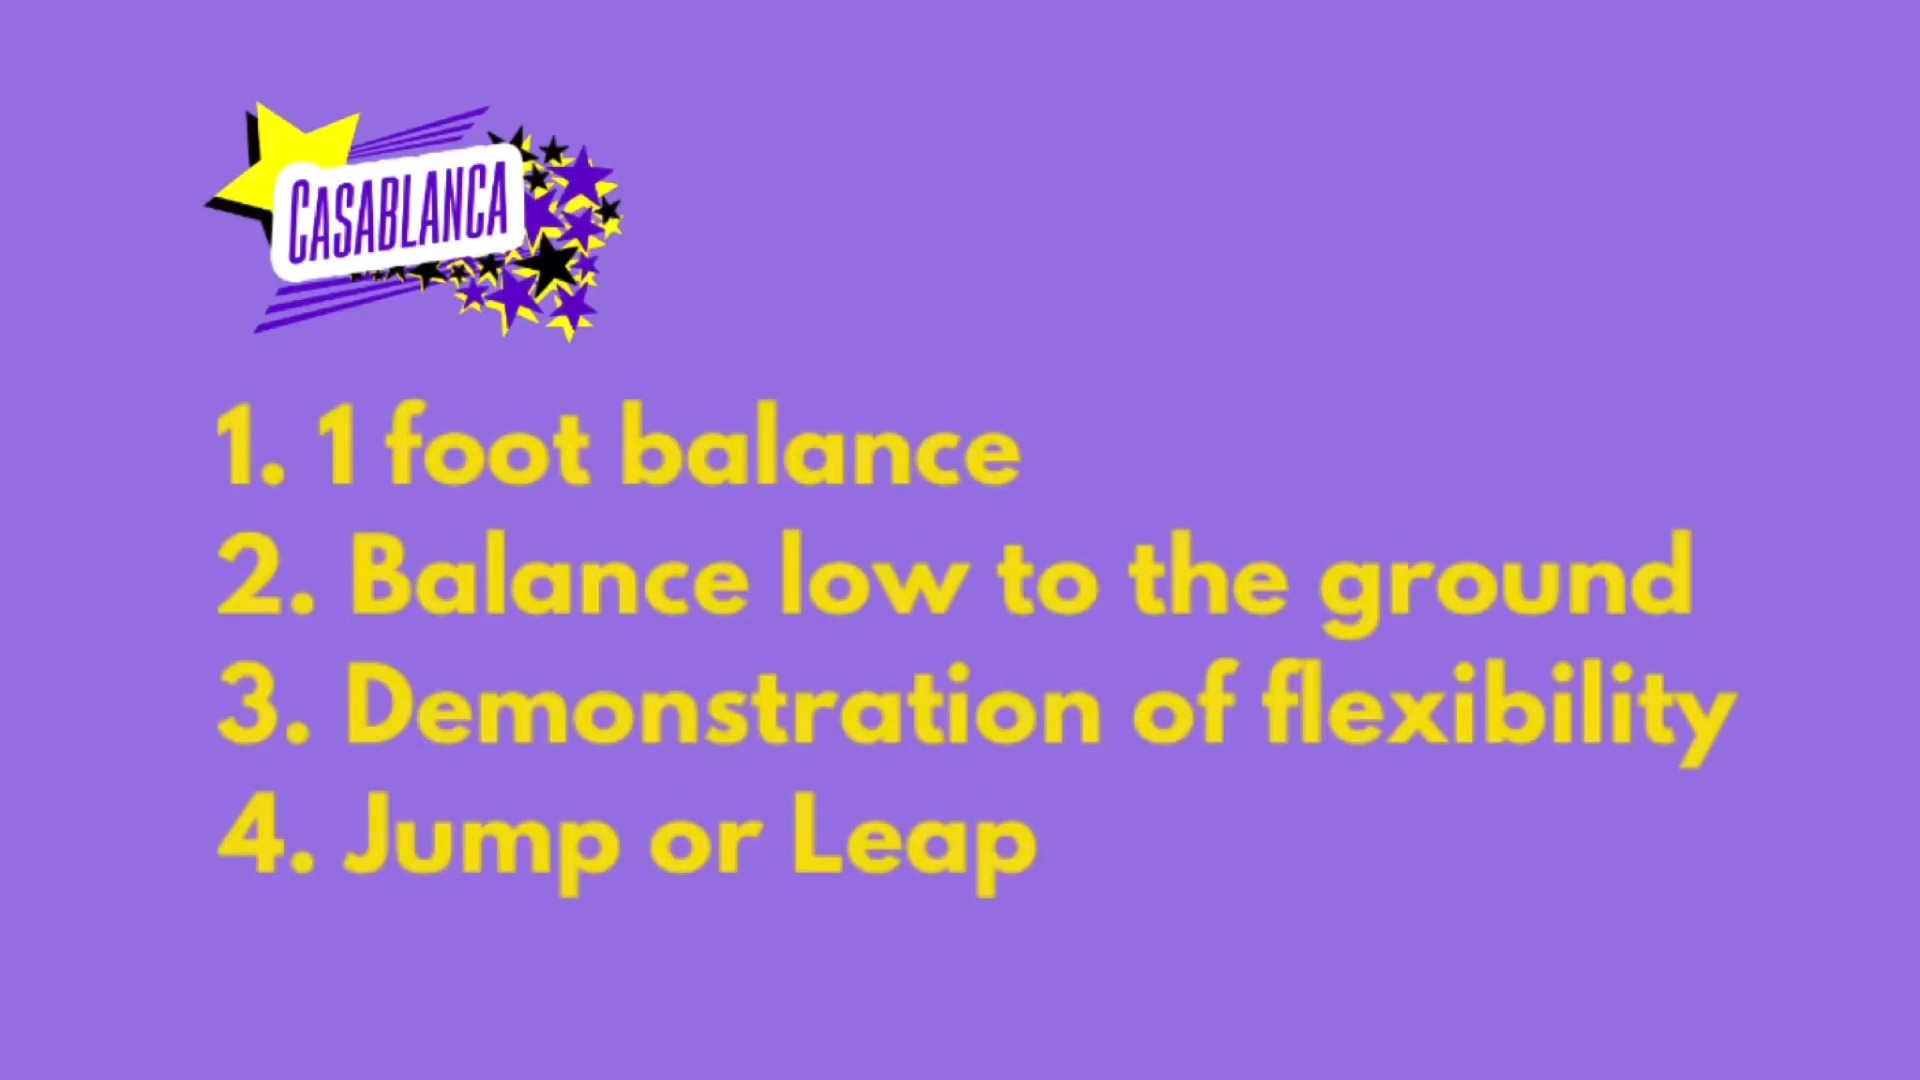 CASABLANCA
1. 1 foot balance
2. Balance low to the ground
3. Demonstration of flexibility
4. Jump or Leap